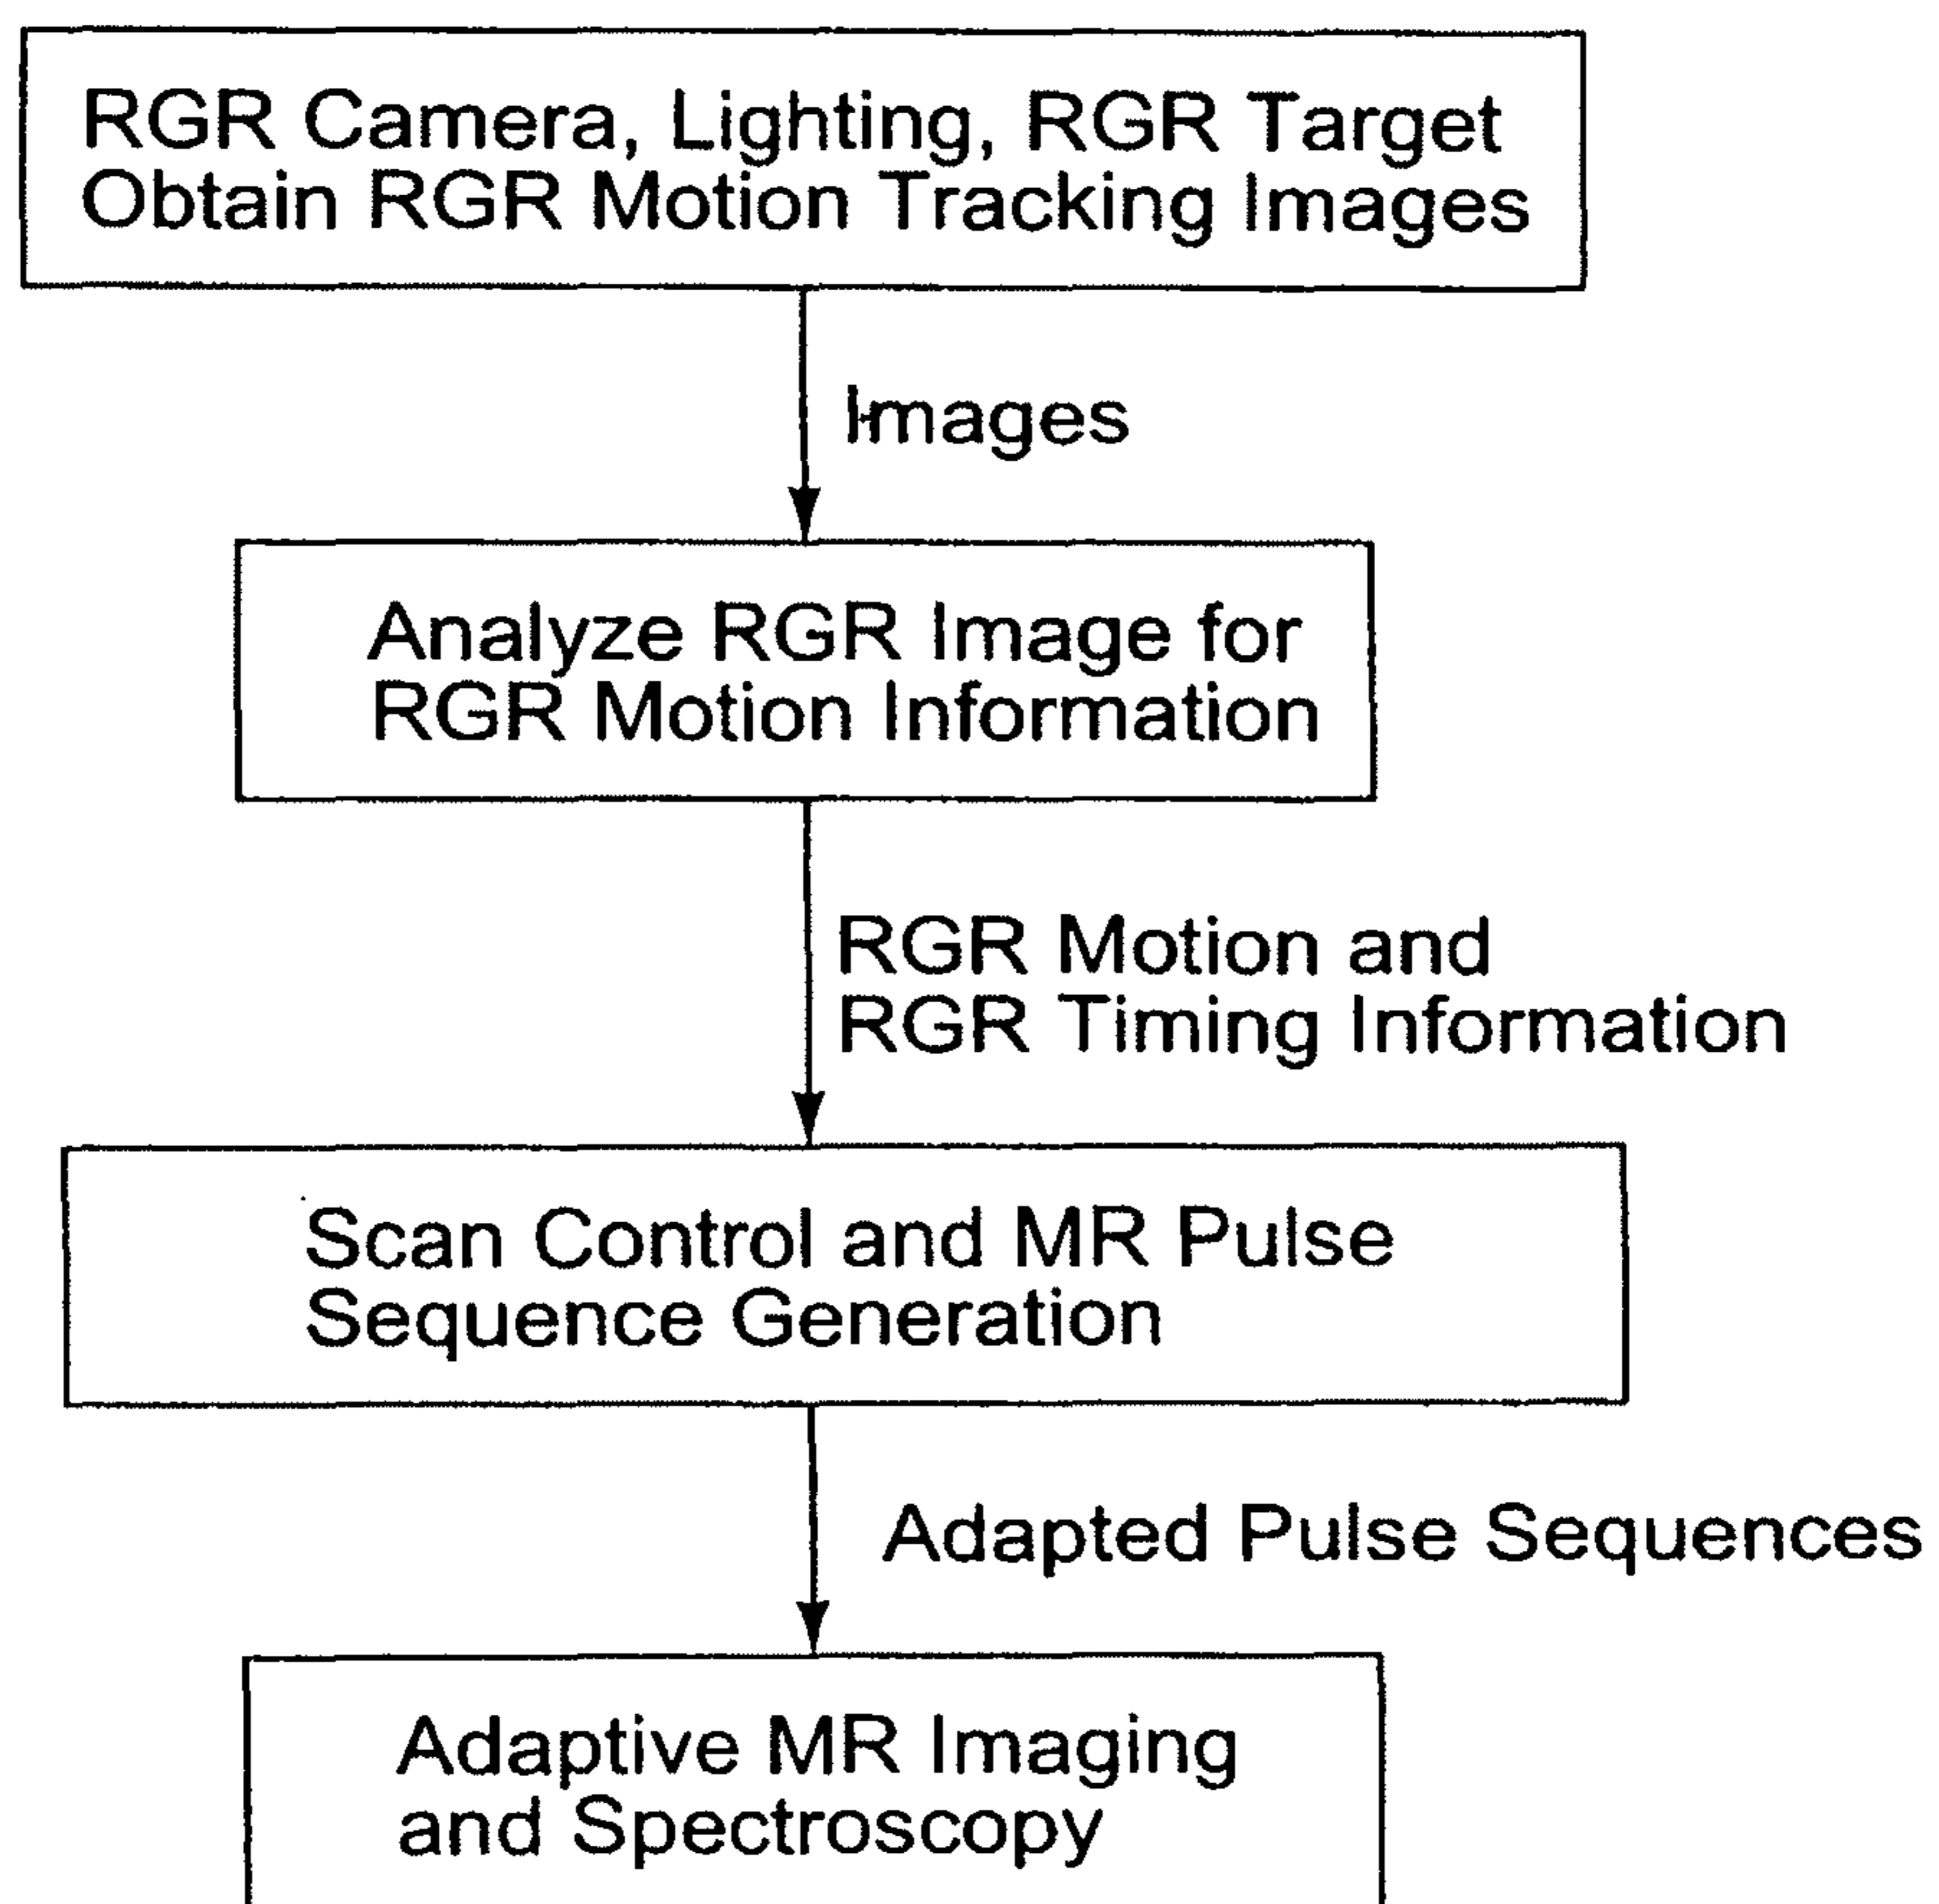 RGR Camera, Lighting, RGR Target
Obtain RGR Motion Tracking Images
Images
Analyze RGR Image for
RGR Motion Information
RGR Motion and
RGR Timing Information
Scan Control and MR Pulse
Sequence Generation
Adapted Pulse Sequences
Adaptive MR Imaging
and Spectroscopy